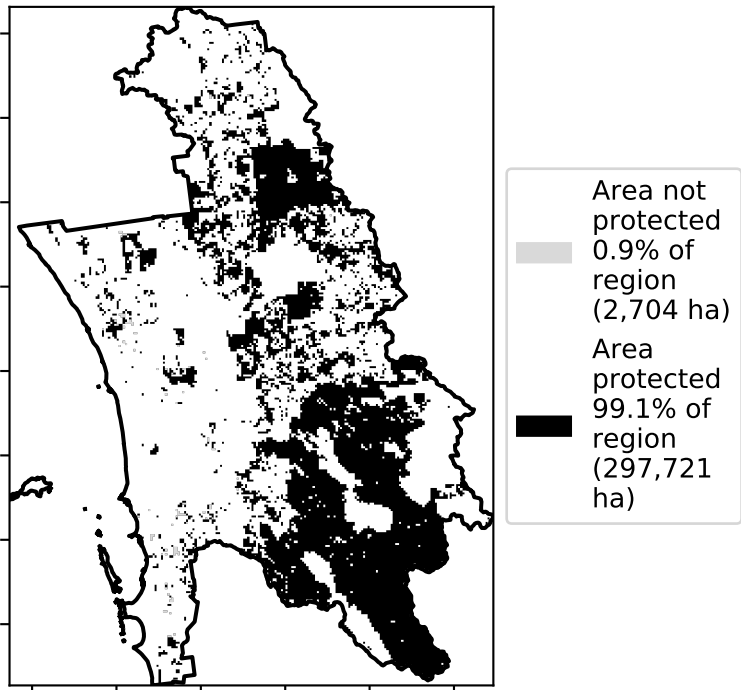 Area not
protected
0.9% of
region
(2,704 ha)
Area
protected
99.1% of
region
(297,721
ha)